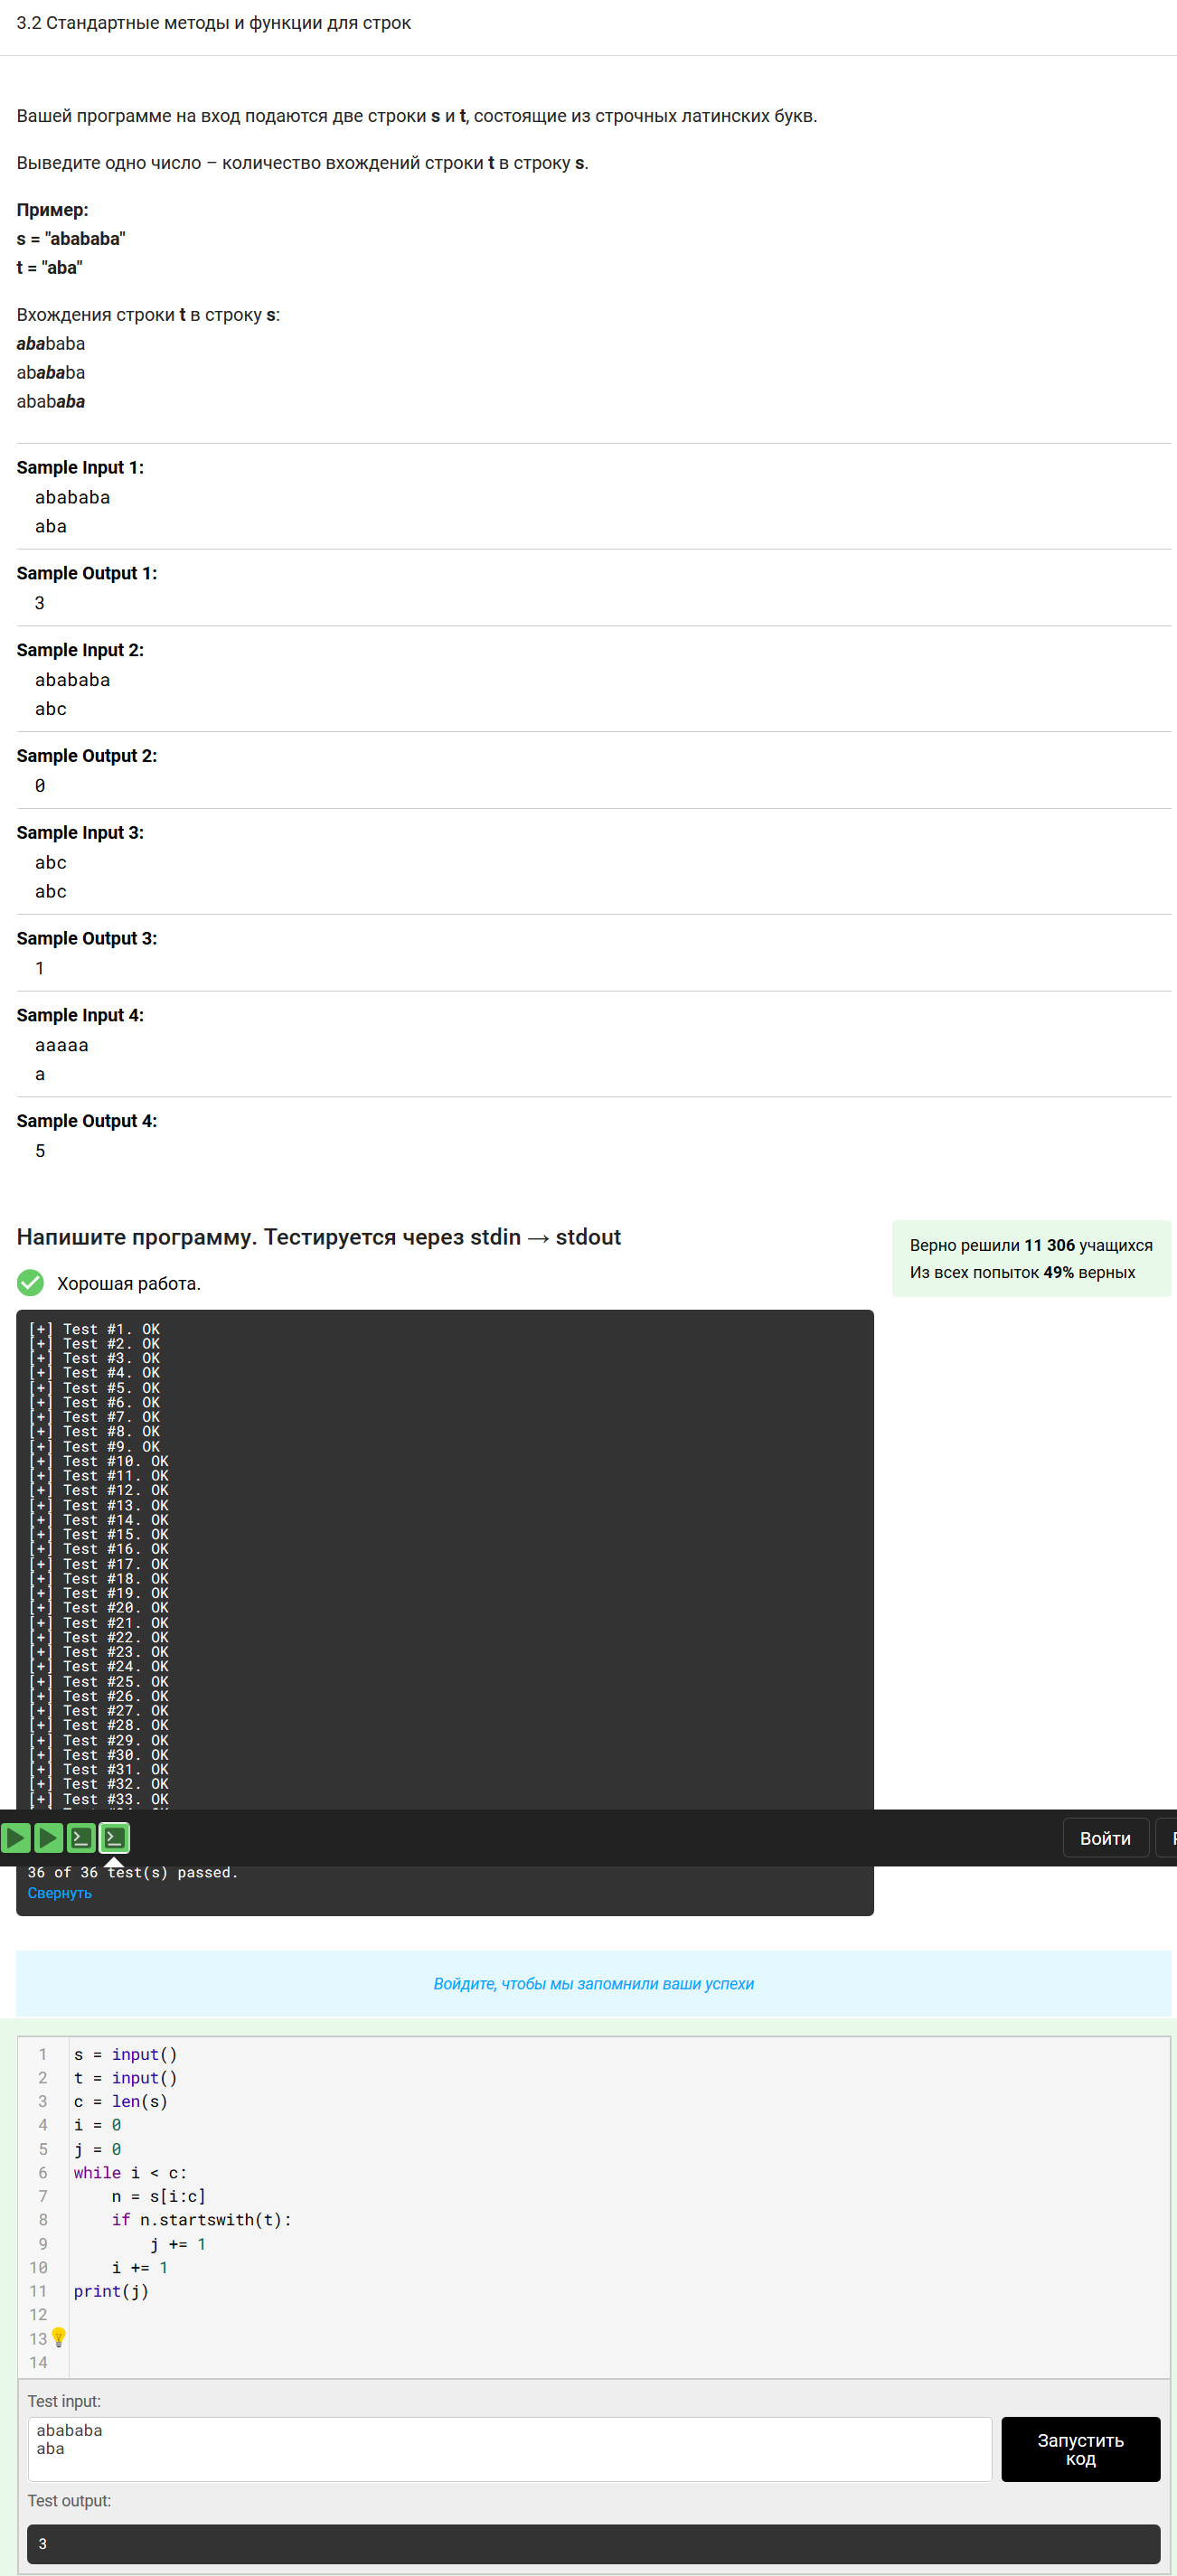 3.2 Стандартные методы и функции для строк
Вашей программе на вход подаются две строки s и t, состоящие из строчных латинских букв.
Выведите одно число – количество вхождений строки t в строку s.
Пример:
s = "abababa"
t = "aba"
Вхождения строки t в строку s:
abababa
abababa
abababa
Sample Input 1:
abababa
aba
Sample Output 1:
3
Sample Input 2:
abababa
abc
Sample Output 2:
0
Sample Input 3:
abc
abc
Sample Output 3:
1
Sample Input 4:
aaaaa
a
Sample Output 4:
5
Напишите программу. Тестируется через stdin → stdout
Верно решили 11 306 учащихся
Из всех попыток 49% верных
Хорошая работа.
[+] Test #1. OK
[+] Test #2. OK
[+] Test #3. OK
[+] Test #4. OK
[+] Test #5. OK
[+] Test #6. OK
[+] Test #7. OK
[+] Test #8. OK
[+] Test #9. OK
[+] Test #10. OK
[+] Test #11. OK
[+] Test #12. OK
[+] Test #13. OK
[+] Test #14. OK
[+] Test #15. OK
[+] Test #16. OK
[+] Test #17. OK
[+] Test #18. OK
[+] Test #19. OK
[+] Test #20. OK
[+] Test #21. OK
[+] Test #22. OK
[+] Test #23. OK
[+] Test #24. OK
[+] Test #25. OK
[+] Test #26. OK
[+] Test #27. OK
[+] Test #28. OK
[+] Test #29. OK
[+] Test #30. OK
[+] Test #31. OK
[+] Test #32. OK
[+] Test #33. OK
Войти
36 of 36 test(s) passed.
Свернуть
Войдите, чтобы мы запомнили ваши успехи
1 s = input()
2 t = input()
3 c = len(s)
4 i = 0
5 j = 0
6 while i < c:
7     n = s[i:c]
8     if n.startswith(t):
9         j += 1
10     i += 1
11 print(j)
12
13
14
Test input:
abababa
aba
Запустить
код
Test output:
3